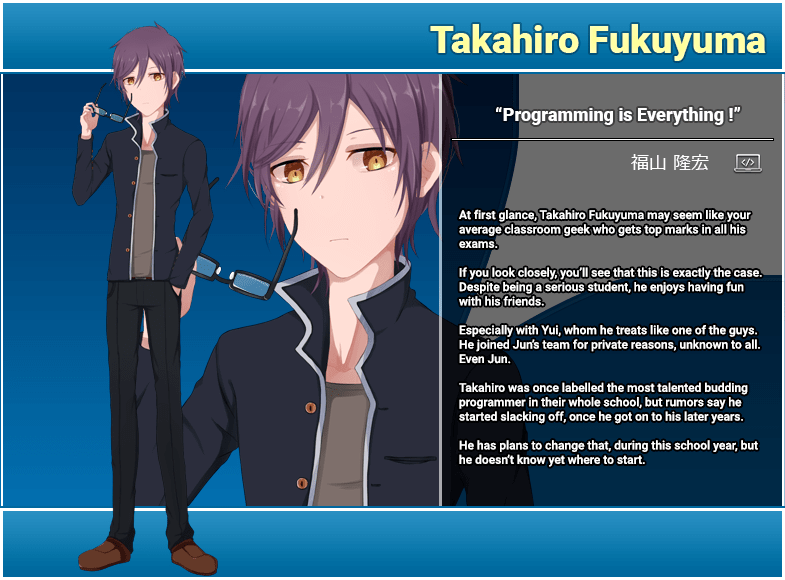 Takahiro Fukuyuma
“Programming is Everything !”
福山 隆宏
</>
At first glance, Takahiro Fukuyuma may seem like your
average classroom geek who gets top marks in all his
exams.
If you look closely, you’ll see that this is exactly the case.
Despite being a serious student, he enjoys having fun
with his friends.
Especially with Yui, whom he treats like one of the guys.
He joined Jun’s team for private reasons, unknown to all.
Even Jun.
Takahiro was once labelled the most talented budding
programmer in their whole school, but rumors say he
started slacking off, once he got on to his later years.
He has plans to change that, during this school year, but
he doesn’t know yet where to start.